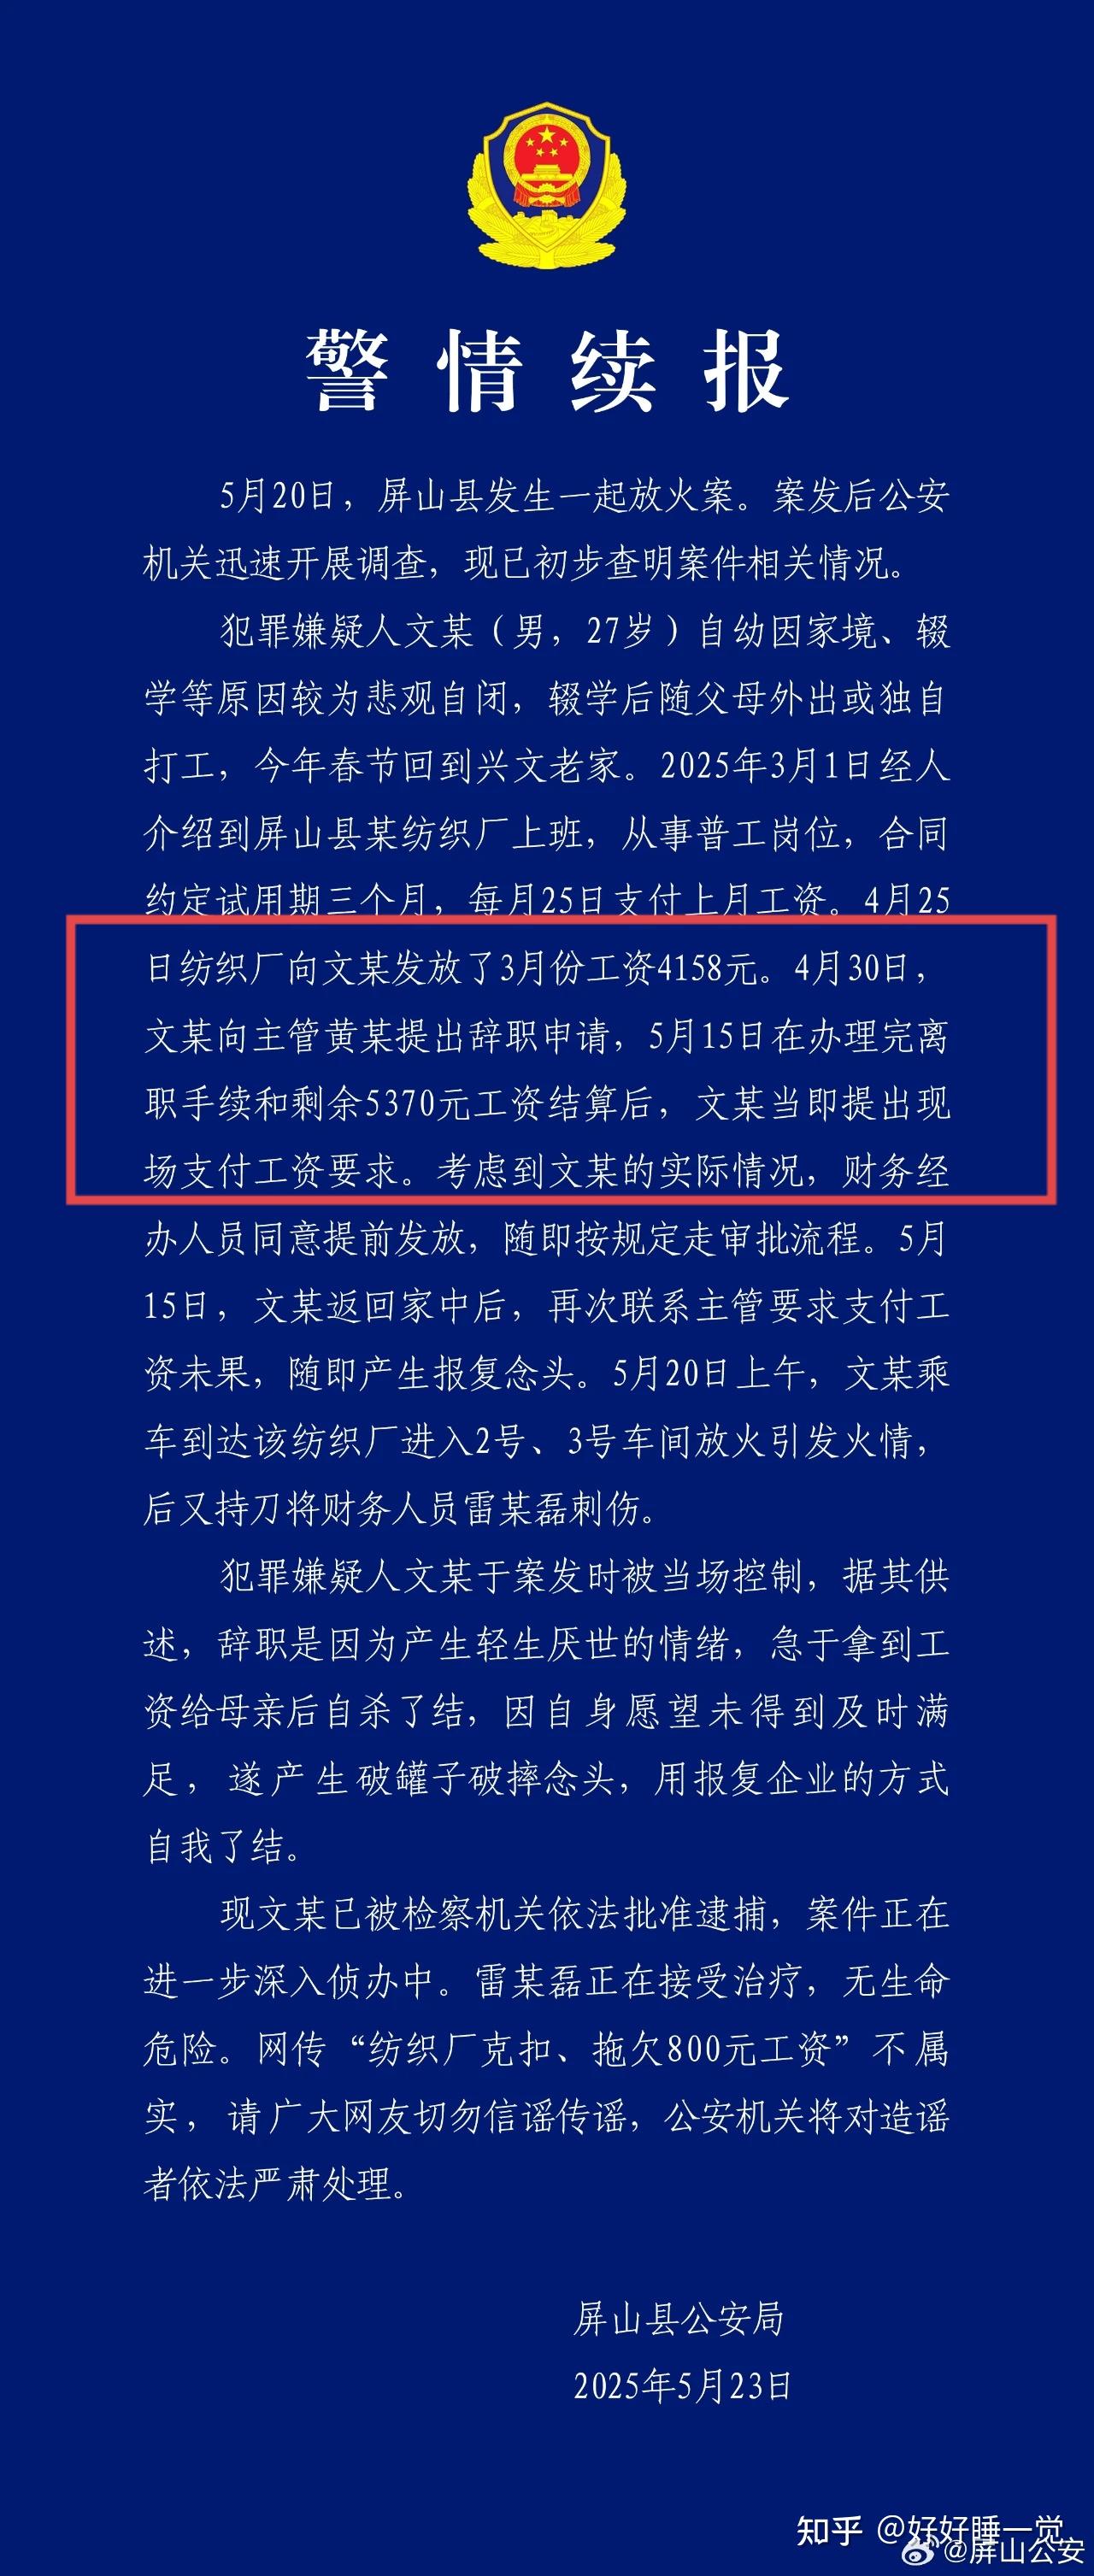 警情续报
5月20日，屏山县发生一起放火案。案发后公安
机关迅速开展调查，现已初步查明案件相关情况。
犯罪嫌疑人文某（男，27岁）自幼因家境、辍
学等原因较为悲观自闭，辍学后随父母外出或独自
打工，今年春节回到兴文老家。2025年3月1日经人
介绍到屏山县某纺织厂上班，从事普工岗位，合同
约定试用期三个月，每月25日支付上月工资。4月25
日纺织厂向文某发放了3月份工资4158元。4月30日，
文某向主管黄某提出辞职申请，5月15日在办理完离
职手续和剩余5370元工资结算后，文某当即提出现
场支付工资要求。考虑到文某的实际情况，财务经
办人员同意提前发放，随即按规定走审批流程。5月
15日，文某返回家中后，再次联系主管要求支付工
资未果，随即产生报复念头。5月20日上午，文某乘
车到达该纺织厂进入2号、3号车间放火引发火情，
后又持刀将财务人员雷某磊刺伤。
犯罪嫌疑人文某于案发时被当场控制，据其供
述，辞职是因为产生轻生厌世的情绪，急于拿到工
资给母亲后自杀了结，因自身愿望未得到及时满
足，遂产生破罐子破摔念头，用报复企业的方式
自我了结。
现文某已被检察机关依法批准逮捕，案件正在
进一步深入侦办中。雷某磊正在接受治疗，无生命
危险。网传“纺织厂克扣、拖欠800元工资”不属
实，请广大网友切勿信谣传谣，公安机关将对造谣
者依法严肃处理。
屏山县公安局
2025年5月23日
知乎 @好好睡一觉
@屏山公安